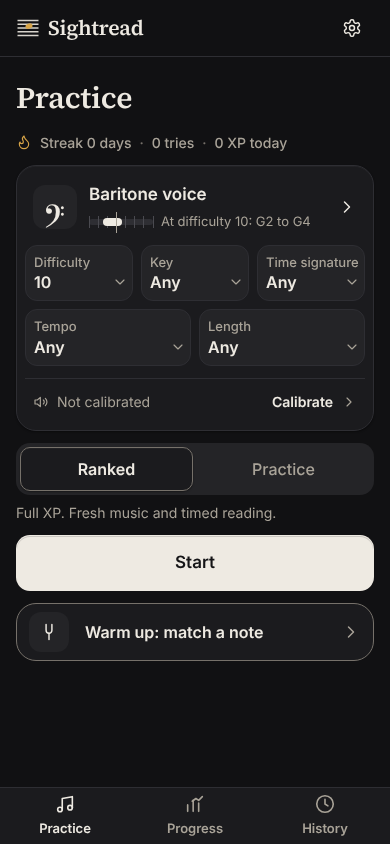 Sightread
Practice
Streak 0 days · 0 tries · 0 XP today
Baritone voice
At difficulty 10: G2 to G4
Difficulty
10
Key
Any
Time signature
Any
Tempo
Any
Length
Any
Not calibrated
Calibrate
Ranked
Practice
Full XP. Fresh music and timed reading.
Start
Warm up: match a note
Practice
Progress
History